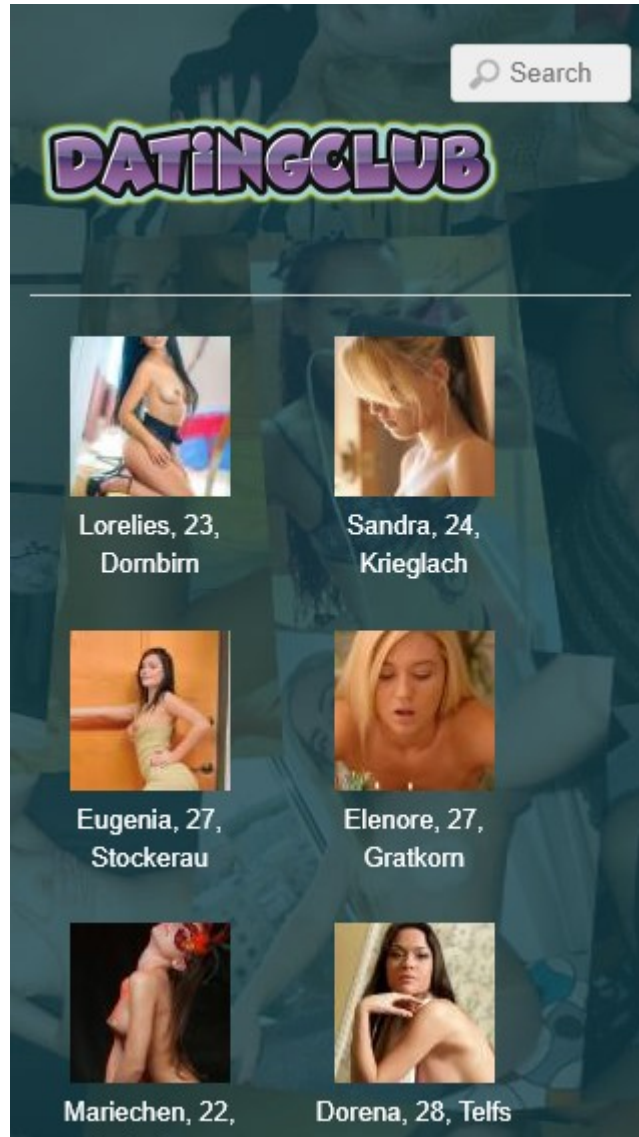 Search
DATiNGCLUB
Lorelies, 23,
Dornbirn
Sandra, 24,
Krieglach
Eugenia, 27,
Stockerau
Elenore, 27,
Gratkorn
Mariechen, 22,
Dorena, 28, Telfs